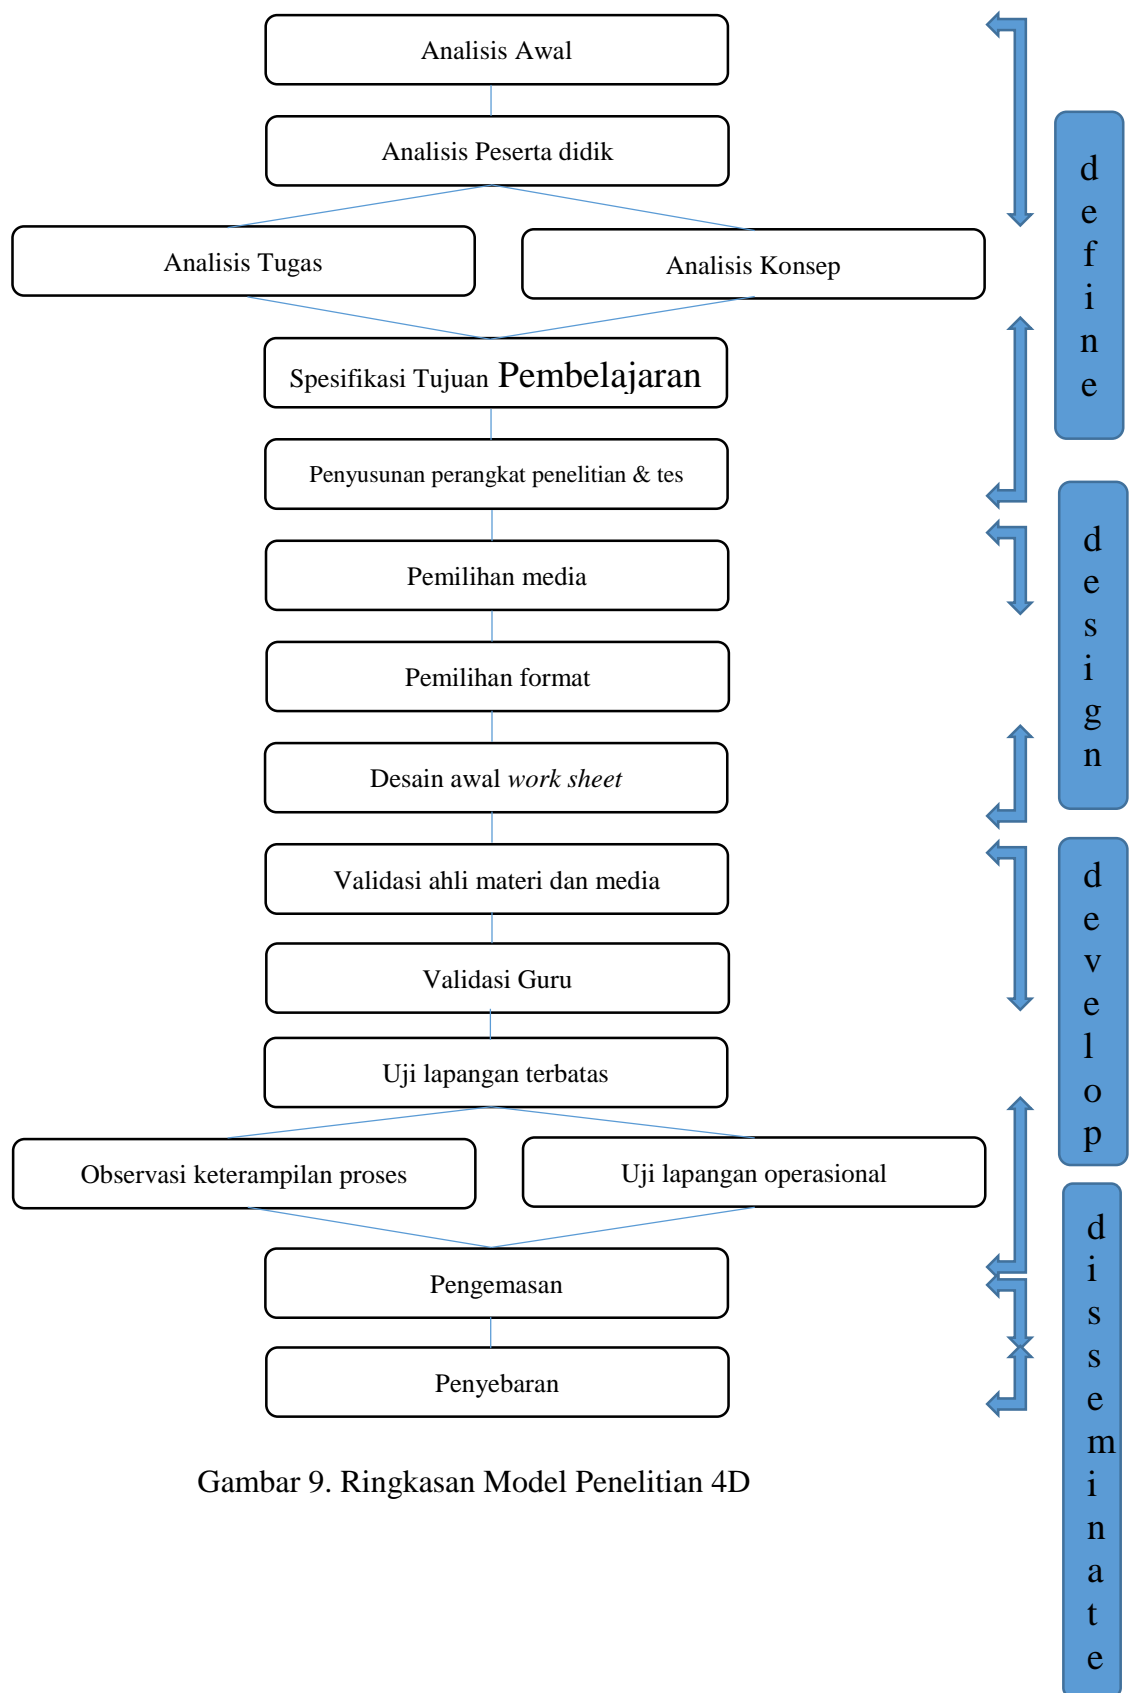 Analisis Awal
Analisis Peserta didik
Analisis Tugas
Analisis Konsep
Spesifikasi Tujuan Pembelajaran
Penyusunan perangkat penelitian & tes
Pemilihan media
Pemilihan format
Desain awal work sheet
Validasi ahli materi dan media
Validasi Guru
Uji lapangan terbatas
Observasi keterampilan proses
Uji lapangan operasional
Pengemasan
Penyebaran
define
design
develop
disseminate
Gambar 9. Ringkasan Model Penelitian 4D